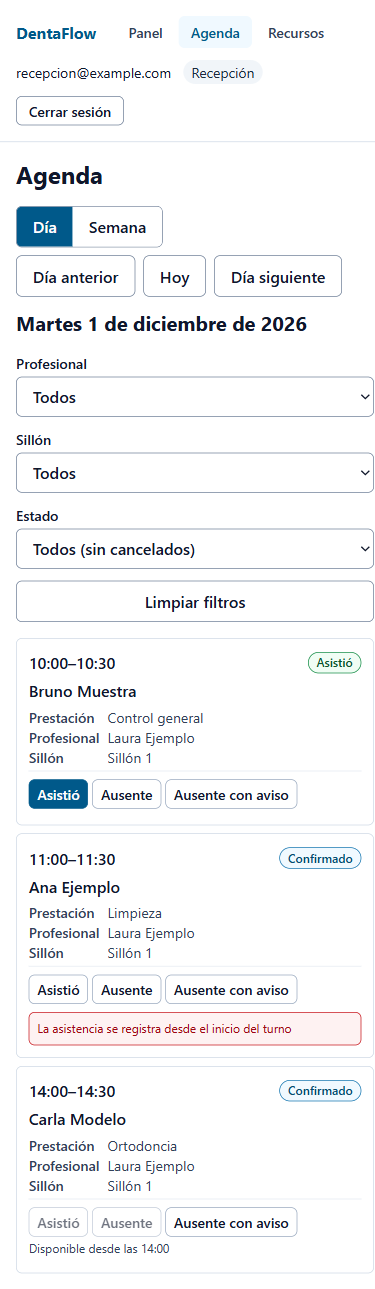 DentaFlow Panel Agenda Recursos
recepcion@example.com Recepción
Cerrar sesión
Agenda
Día Semana
Día anterior Hoy Día siguiente
Martes 1 de diciembre de 2026
Profesional
Todos
Sillón
Todos
Estado
Todos (sin cancelados)
Limpiar filtros
10:00–10:30 Asistió
Bruno Muestra
Prestación Control general
Profesional Laura Ejemplo
Sillón Sillón 1
Asistió Ausente Ausente con aviso
11:00–11:30 Confirmado
Ana Ejemplo
Prestación Limpieza
Profesional Laura Ejemplo
Sillón Sillón 1
Asistió Ausente Ausente con aviso
La asistencia se registra desde el inicio del turno
14:00–14:30 Confirmado
Carla Modelo
Prestación Ortodoncia
Profesional Laura Ejemplo
Sillón Sillón 1
Asistió Ausente Ausente con aviso
Disponible desde las 14:00